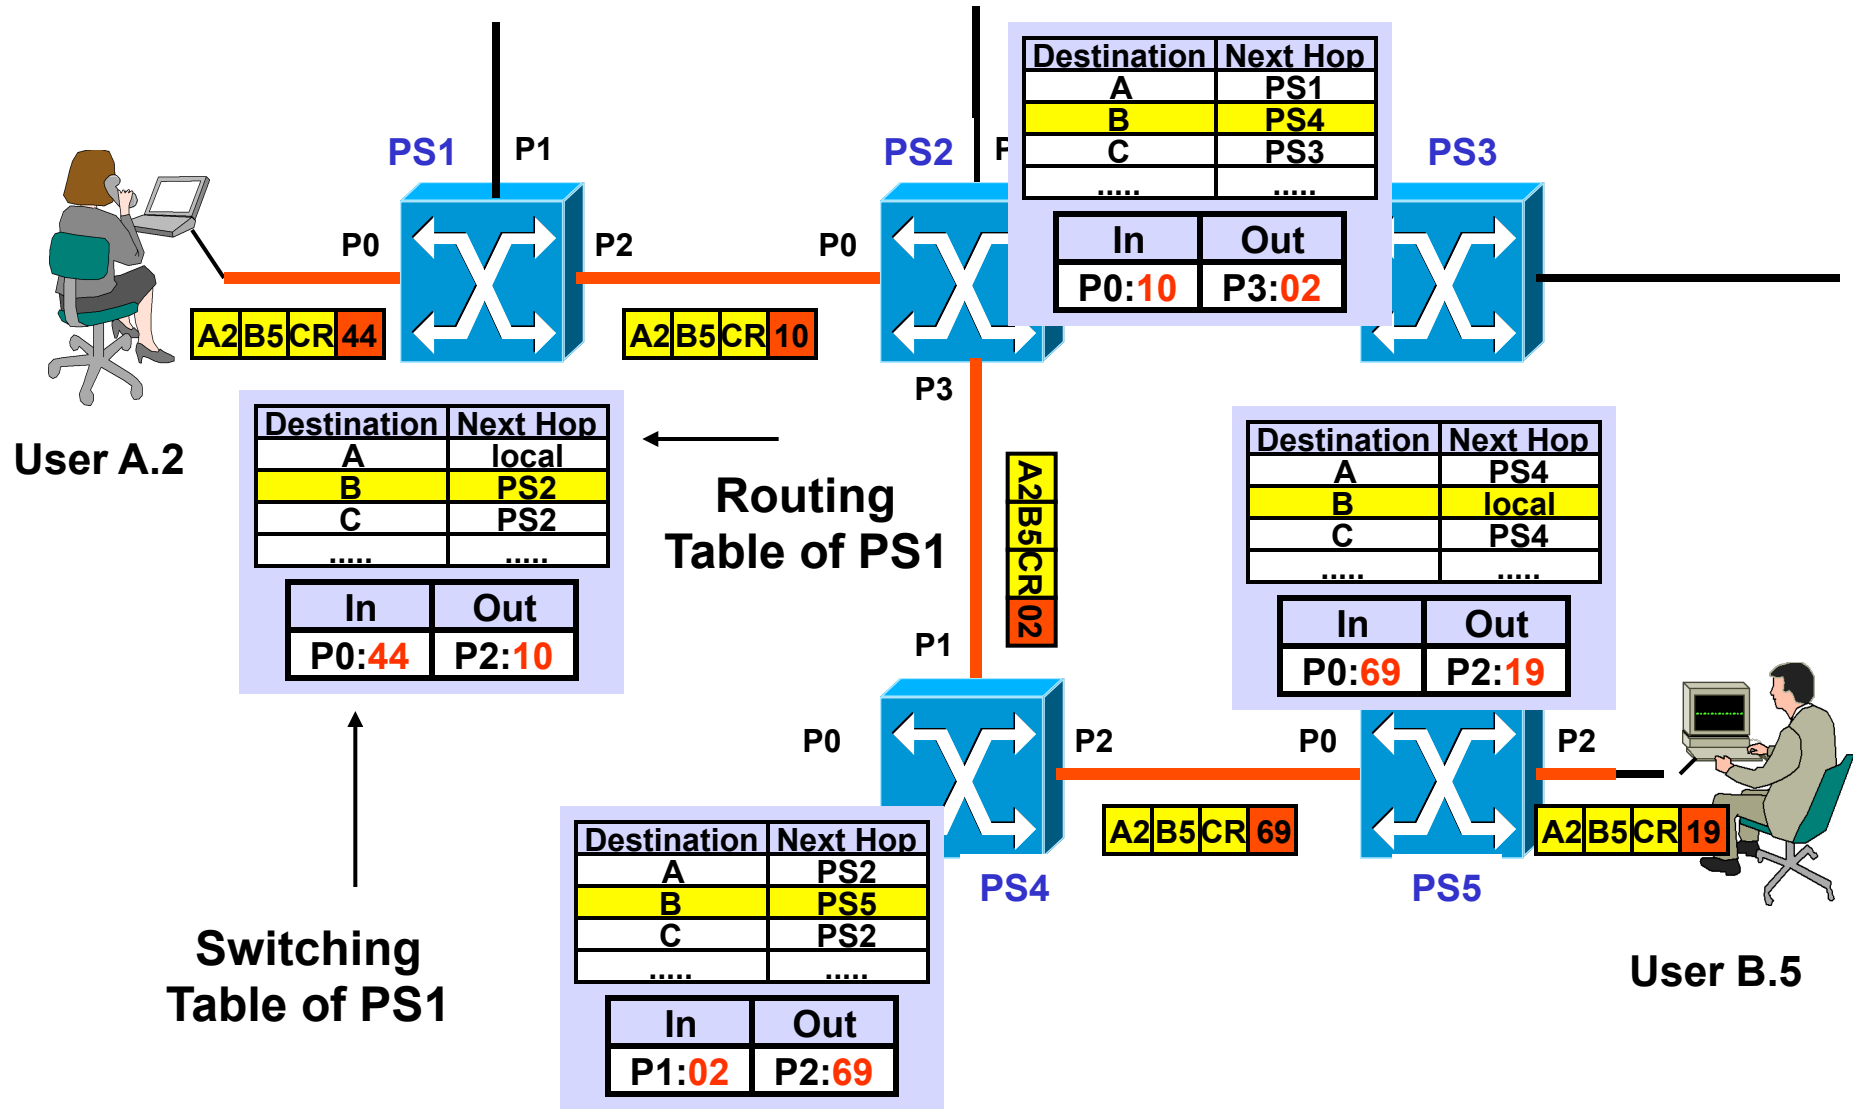 PS1
P1
PS2
P
PS3
Destination Next Hop
A PS1
B PS4
C PS3
..... .....
In Out
P0:10 P3:02
P0
P2
P0
A2 B5 CR 44
A2 B5 CR 10
P3
User A.2
Destination Next Hop
A local
B PS2
C PS2
..... .....
In Out
P0:44 P2:10
Routing
Table of PS1
A2 B5 CR 02
Destination Next Hop
A PS4
B local
C PS4
..... .....
In Out
P0:69 P2:19
P1
P0
P2
P0
P2
A2 B5 CR 69
A2 B5 CR 19
PS4
PS5
Destination Next Hop
A PS2
B PS5
C PS2
..... .....
In Out
P1:02 P2:69
Switching
Table of PS1
User B.5